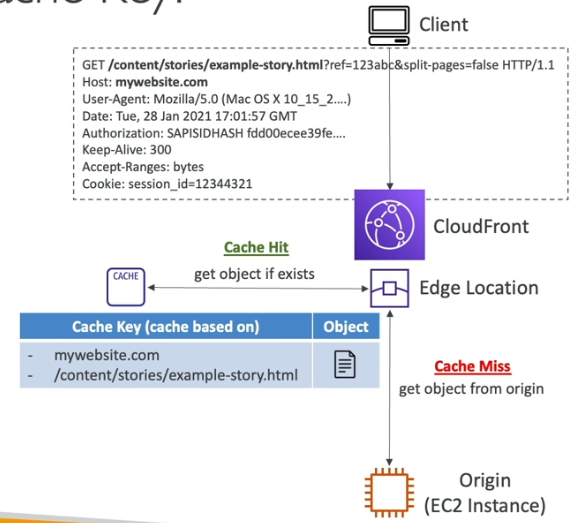 Cache Key?
Client
GET /content/stories/example-story.html?ref=123abc&split-pages=false HTTP/1.1
Host: mywebsite.com
User-Agent: Mozilla/5.0 (Mac OS X 10_15_2....)
Date: Tue, 28 Jan 2021 17:01:57 GMT
Authorization: SAPISIDHASH fdd00ecee39fe....
Keep-Alive: 300
Accept-Ranges: bytes
Cookie: session_id=12344321
CloudFront
Cache Hit
get object if exists
CACHE
Edge Location
Cache Key (cache based on) Object
- mywebsite.com
- /content/stories/example-story.html
Cache Miss
get object from origin
Origin
(EC2 Instance)